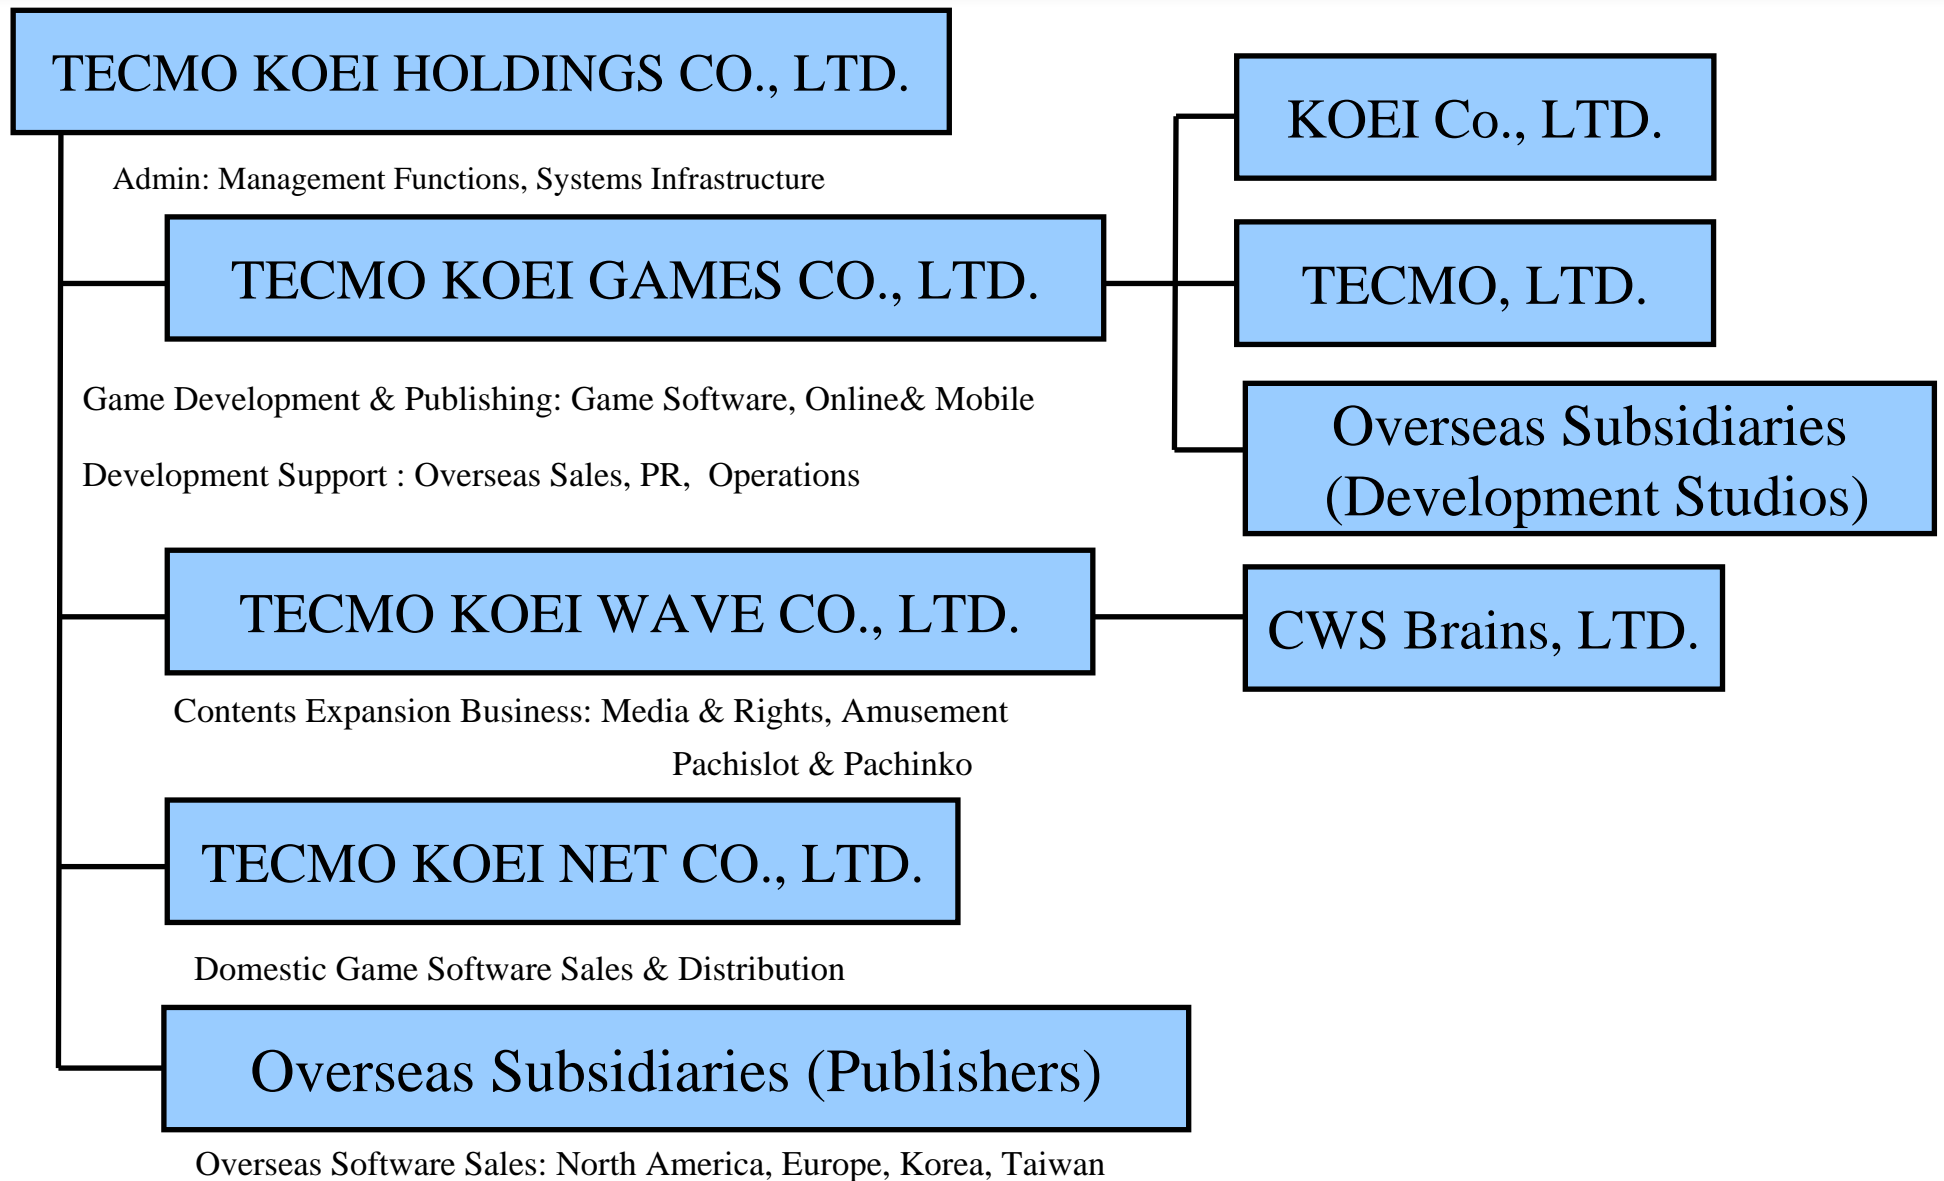 TECMO KOEI HOLDINGS CO., LTD.
Admin: Management Functions, Systems Infrastructure
TECMO KOEI GAMES CO., LTD.
KOEI Co., LTD.
TECMO, LTD.
Overseas Subsidiaries
(Development Studios)
Game Development & Publishing: Game Software, Online& Mobile
Development Support : Overseas Sales, PR, Operations
TECMO KOEI WAVE CO., LTD.
CWS Brains, LTD.
Contents Expansion Business: Media & Rights, Amusement
Pachislot & Pachinko
TECMO KOEI NET CO., LTD.
Domestic Game Software Sales & Distribution
Overseas Subsidiaries (Publishers)
Overseas Software Sales: North America, Europe, Korea, Taiwan